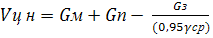 Vц н = Gм + Gп − Gз / (0,95γср)